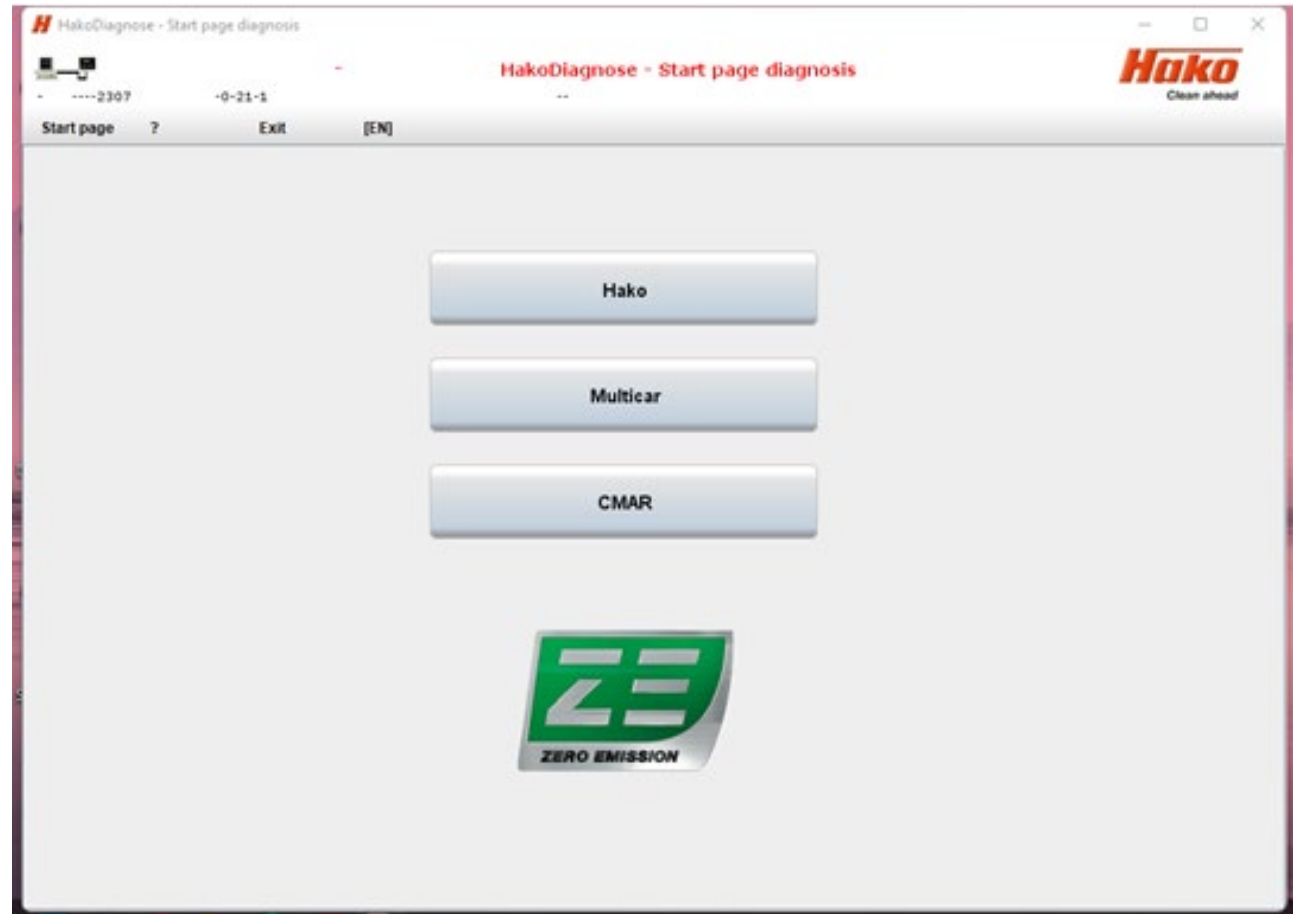 HakoDiagnose - Start page diagnosis
- HakoDiagnose - Start page diagnosis
Hako
Clean ahead
- ----2307 -0-21-1 --
Start page ? Exit [EN]
Hako
Multicar
CMAR
ZE
ZERO EMISSION